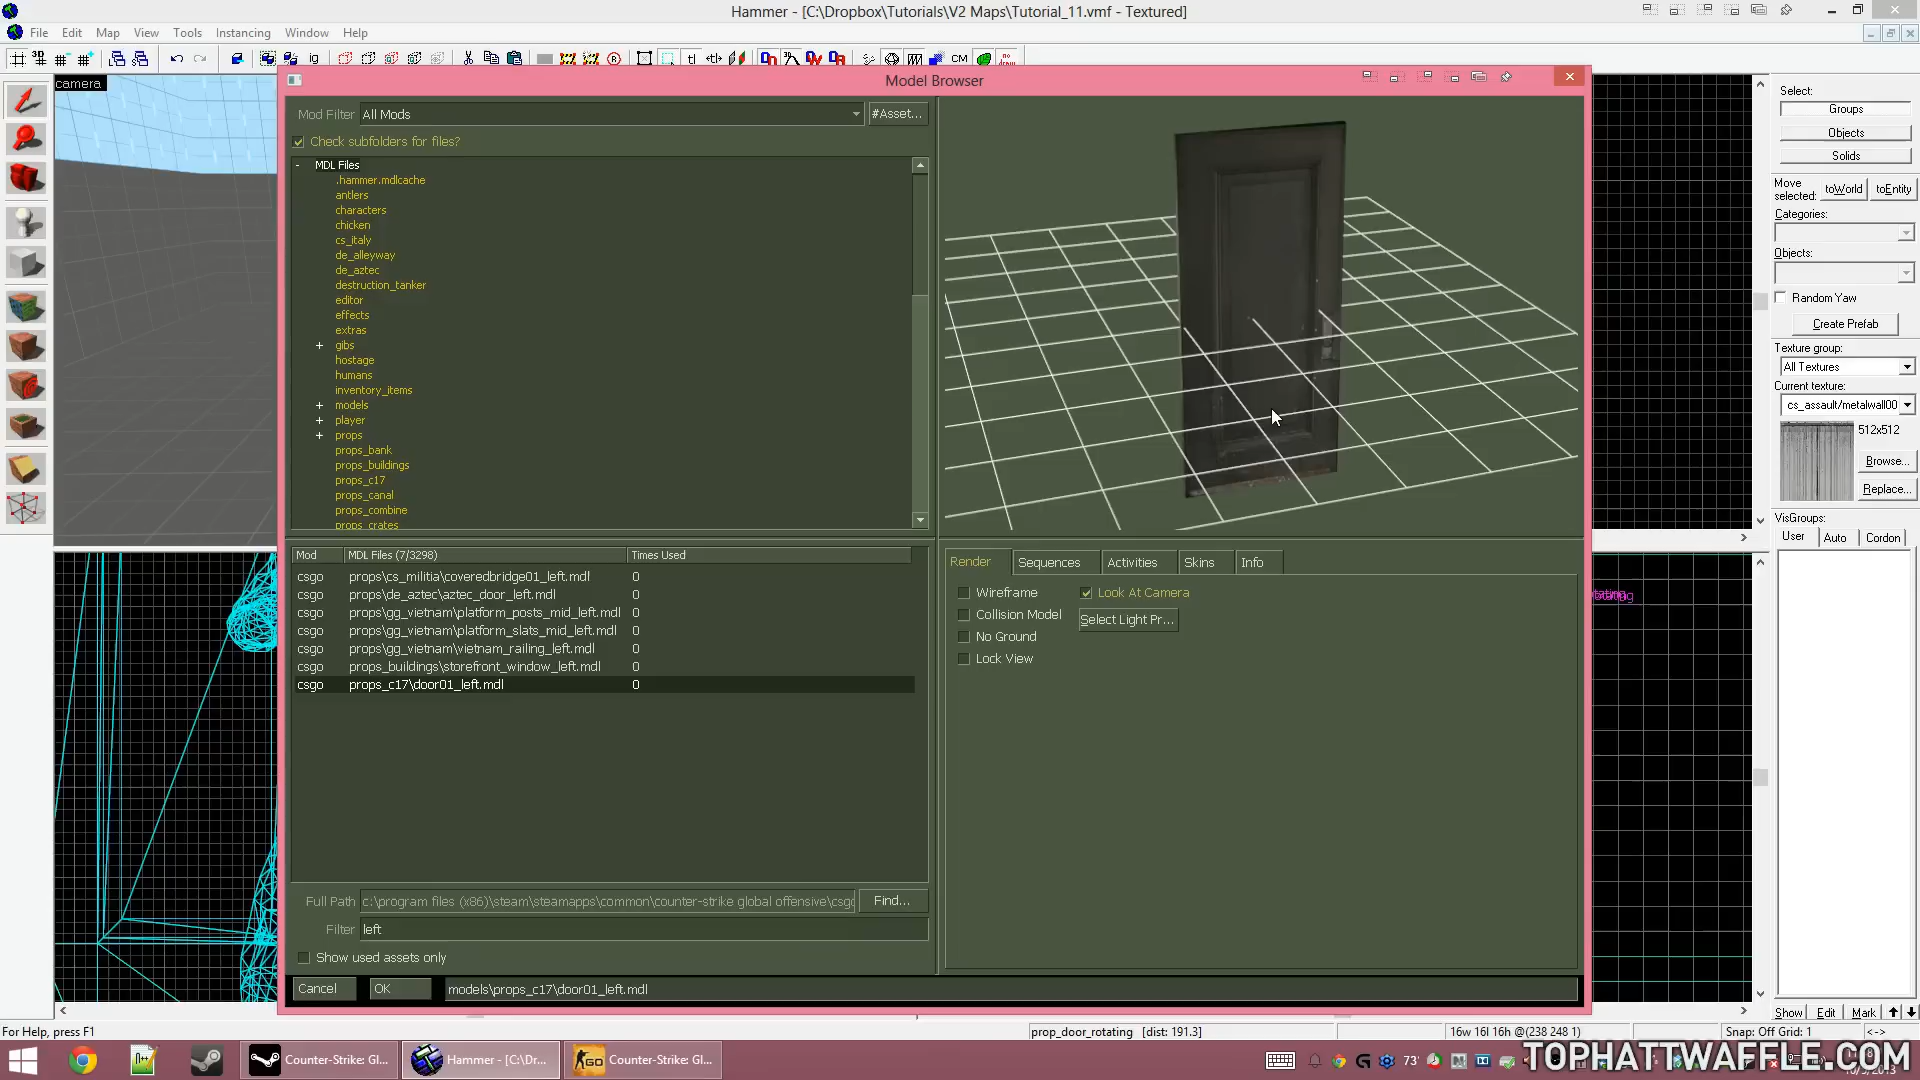 Hammer - [C:\Dropbox\Tutorials\V2 Maps\Tutorial_11.vmf - Textured]
File Edit Map View Tools Instancing Window Help
camera
Model Browser
Mod Filter All Mods #Asset...
Check subfolders for files?
- MDL Files
.hammer.mdlcache
antlers
characters
chicken
cs_italy
de_alleyway
de_aztec
destruction_tanker
editor
effects
extras
+ gibs
hostage
humans
inventory_items
+ models
+ player
+ props
props_bank
props_buildings
props_c17
props_canal
props_combine
props_crates
Mod MDL Files (7/3298) Times Used
csgo props\cs_militia\coveredbridge01_left.mdl 0
csgo props\de_aztec\aztec_door_left.mdl 0
csgo props\gg_vietnam\platform_posts_mid_left.mdl 0
csgo props\gg_vietnam\platform_slats_mid_left.mdl 0
csgo props\gg_vietnam\vietnam_railing_left.mdl 0
csgo props_buildings\storefront_window_left.mdl 0
csgo props_c17\door01_left.mdl 0
Full Path c:\program files (x86)\steam\steamapps\common\counter-strike global offensive\csgo Find...
Filter left
Show used assets only
Cancel OK models\props_c17\door01_left.mdl
Render Sequences Activities Skins Info
Wireframe Look At Camera
Collision Model Select Light Pr...
No Ground
Lock View
Select:
Groups
Objects
Solids
Move selected: toWorld toEntity
Categories:
Objects:
Random Yaw
Create Prefab
Texture group:
All Textures
Current texture:
cs_assault/metalwall00
512x512
Browse...
Replace...
VisGroups:
User Auto Cordon
Show Edit Mark
For Help, press F1
prop_door_rotating [dist: 191.3]
16w 16l 16h @(238 248 1)
Snap: Off Grid: 1
<->
Counter-Strike: Gl...
Hammer - [C:\Dr...
Counter-Strike: Gl...
73°
TOPHATTWAFFLE.COM